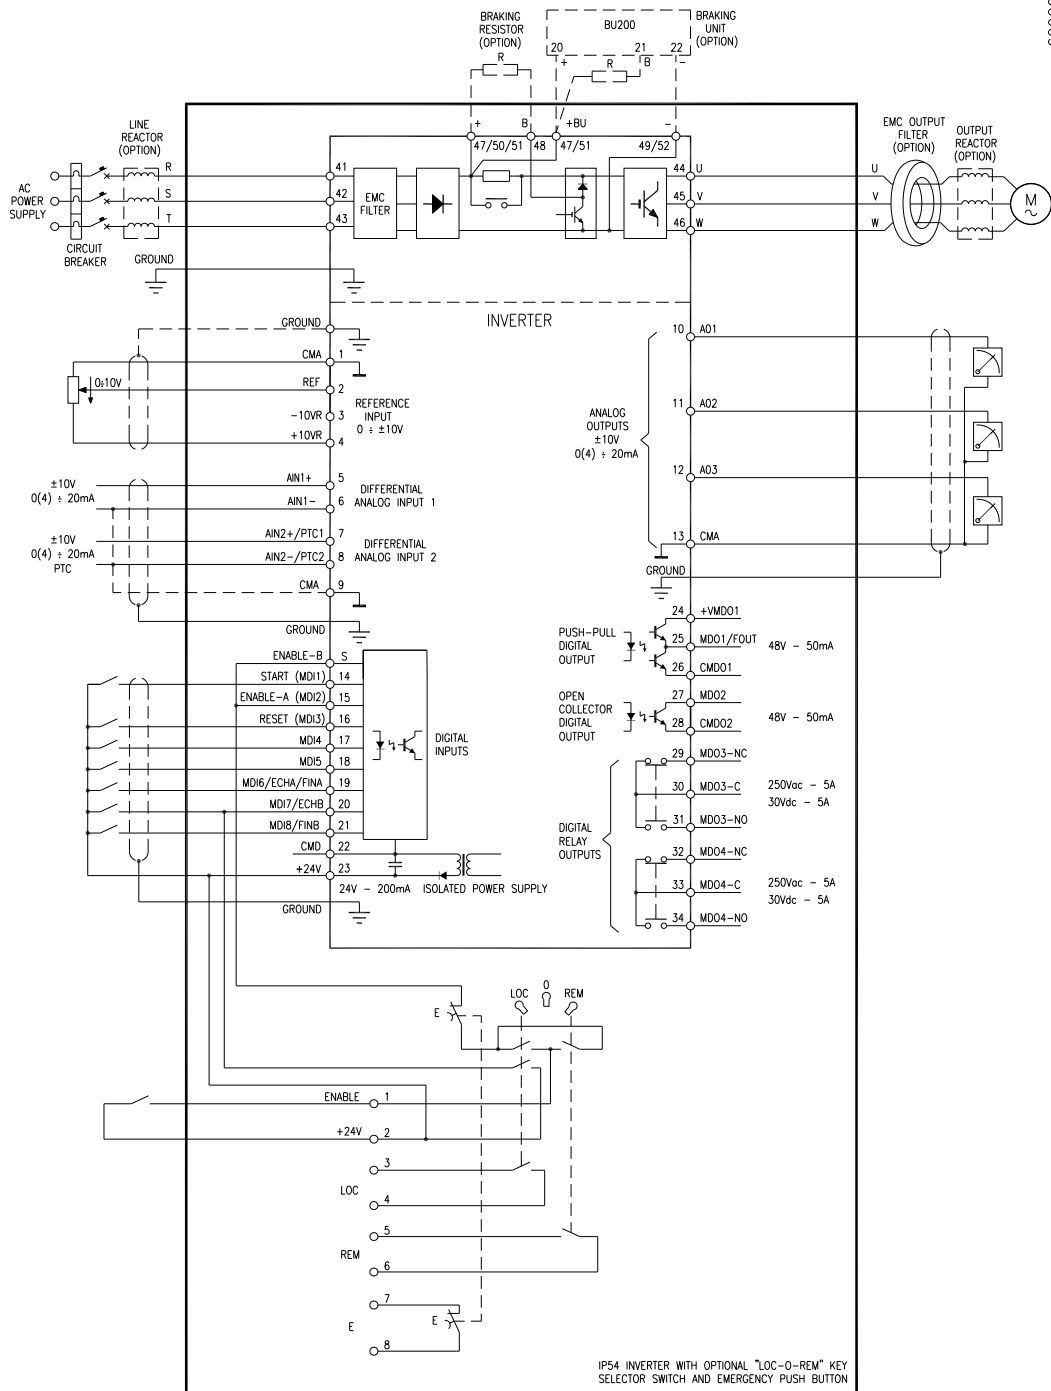 BRAKING
RESISTOR
(OPTION)
R
BU200
20
21
22
+
B
-
R
BRAKING
UNIT
(OPTION)
+
B
+BU
-
47/50/51
48
47/51
49/52
LINE
REACTOR
(OPTION)
R
S
T
AC
POWER
SUPPLY
CIRCUIT
BREAKER
GROUND
41
42
43
EMC
FILTER
44 U
45 V
46 W
EMC OUTPUT
FILTER
(OPTION)
OUTPUT
REACTOR
(OPTION)
U
V
W
M
~
INVERTER
GROUND
CMA 1
REF 2
-10VR 3
+10VR 4
0÷10V
REFERENCE
INPUT
0 ÷ ±10V
±10V
0(4) ÷ 20mA
AIN1+ 5
AIN1- 6
DIFFERENTIAL
ANALOG INPUT 1
±10V
0(4) ÷ 20mA
PTC
AIN2+/PTC1 7
AIN2-/PTC2 8
DIFFERENTIAL
ANALOG INPUT 2
CMA 9
GROUND
10 A01
11 A02
12 A03
13 CMA
ANALOG
OUTPUTS
±10V
0(4) ÷ 20mA
GROUND
ENABLE-B S
START (MDI1) 14
ENABLE-A (MDI2) 15
RESET (MDI3) 16
MDI4 17
MDI5 18
MDI6/ECHA/FINA 19
MDI7/ECHB 20
MDI8/FINB 21
CMD 22
+24V 23
DIGITAL
INPUTS
24V - 200mA ISOLATED POWER SUPPLY
GROUND
PUSH-PULL
DIGITAL
OUTPUT
24 +VMDO1
25 MDO1/FOUT
26 CMDO1
48V - 50mA
OPEN
COLLECTOR
DIGITAL
OUTPUT
27 MDO2
28 CMDO2
48V - 50mA
DIGITAL
RELAY
OUTPUTS
29 MDO3-NC
30 MDO3-C
31 MDO3-NO
250Vac - 5A
30Vdc - 5A
32 MDO4-NC
33 MDO4-C
34 MDO4-NO
250Vac - 5A
30Vdc - 5A
E
LOC
0
REM
ENABLE 1
+24V 2
3
LOC
4
5
REM
6
7
E
8
E
IP54 INVERTER WITH OPTIONAL "LOC-0-REM" KEY
SELECTOR SWITCH AND EMERGENCY PUSH BUTTON